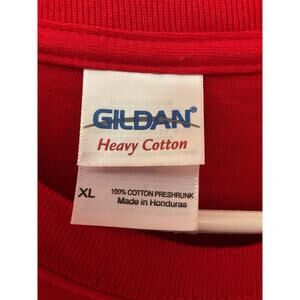 GILDAN®
Heavy Cotton
XL
100% COTTON PRESHRUNK
Made in Honduras